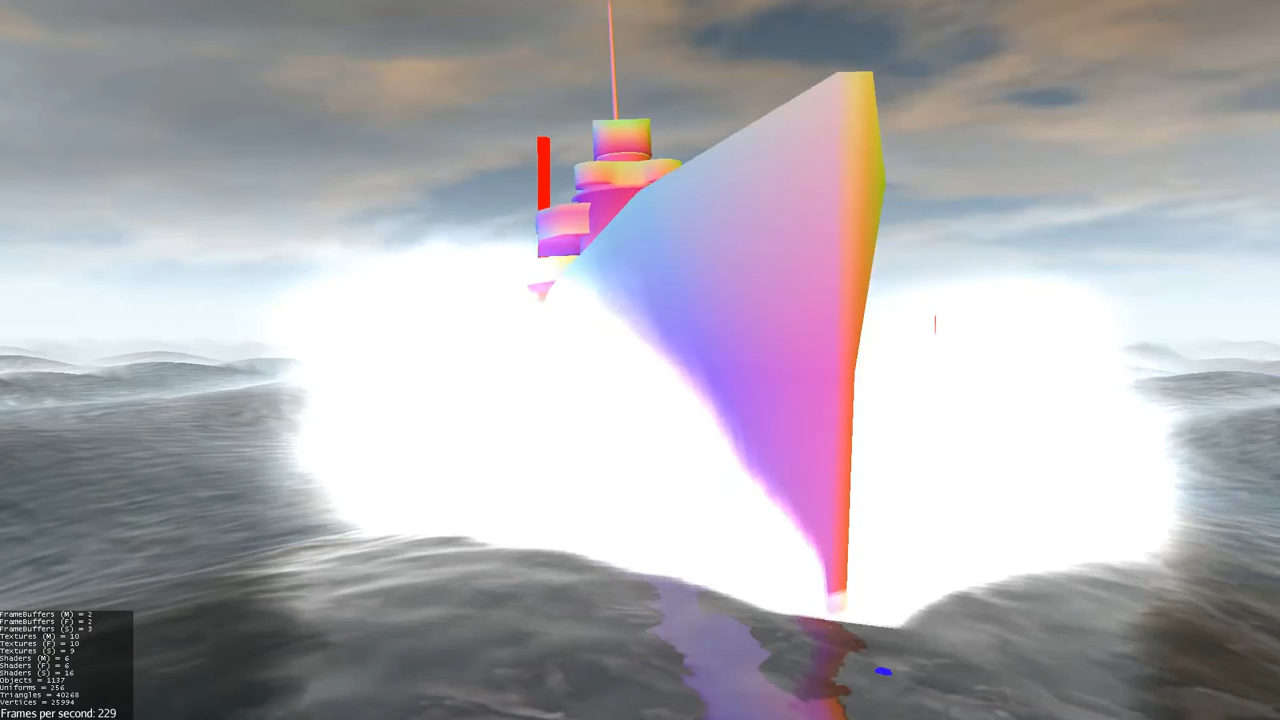 FrameBuffers (M) = 2
FrameBuffers (F) = 2
FrameBuffers (S) = 3
Textures (M) = 10
Textures (F) = 10
Textures (S) = 9
Shaders (M) = 6
Shaders (F) = 6
Shaders (S) = 16
Objects = 1137
Uniforms = 256
Triangles = 40268
Vertices = 25994
Frames per second: 229